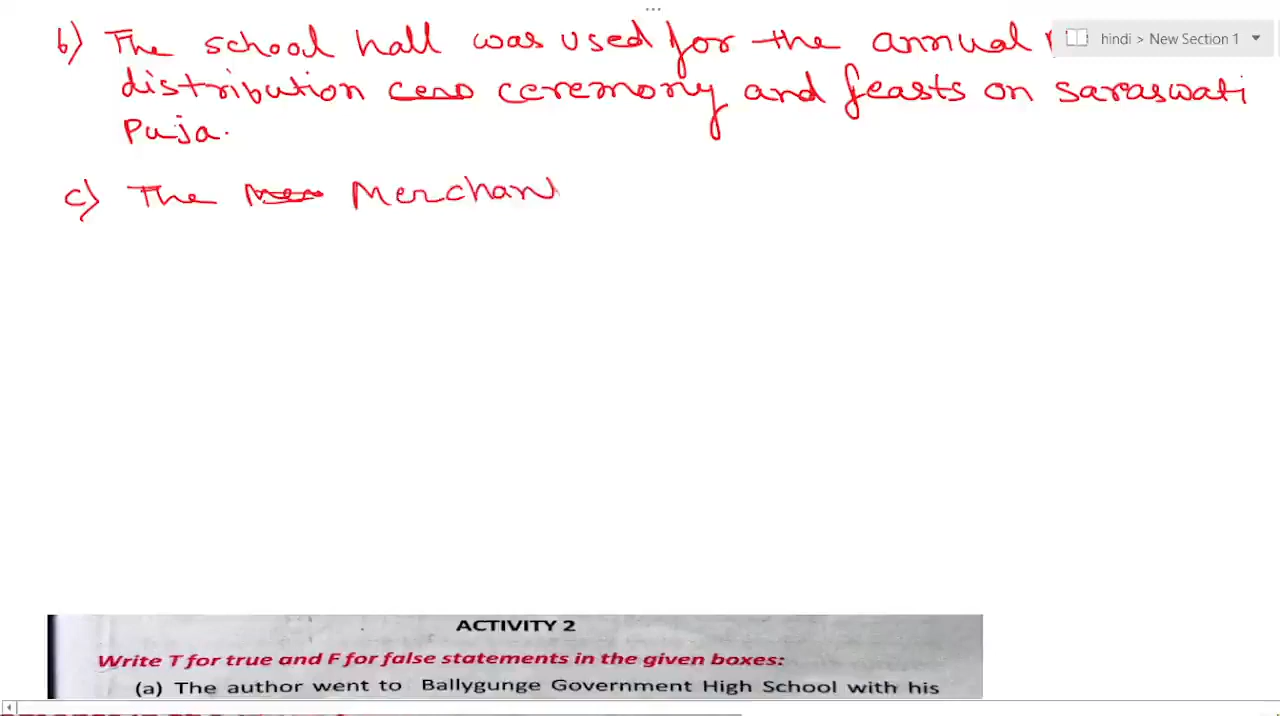 ...
hindi > New Section 1
b) The school hall was used for the annual
distribution ceremony and feasts on saraswati
Puja.
c) The Merchan
ACTIVITY 2
Write T for true and F for false statements in the given boxes:
(a) The author went to Ballygunge Government High School with his